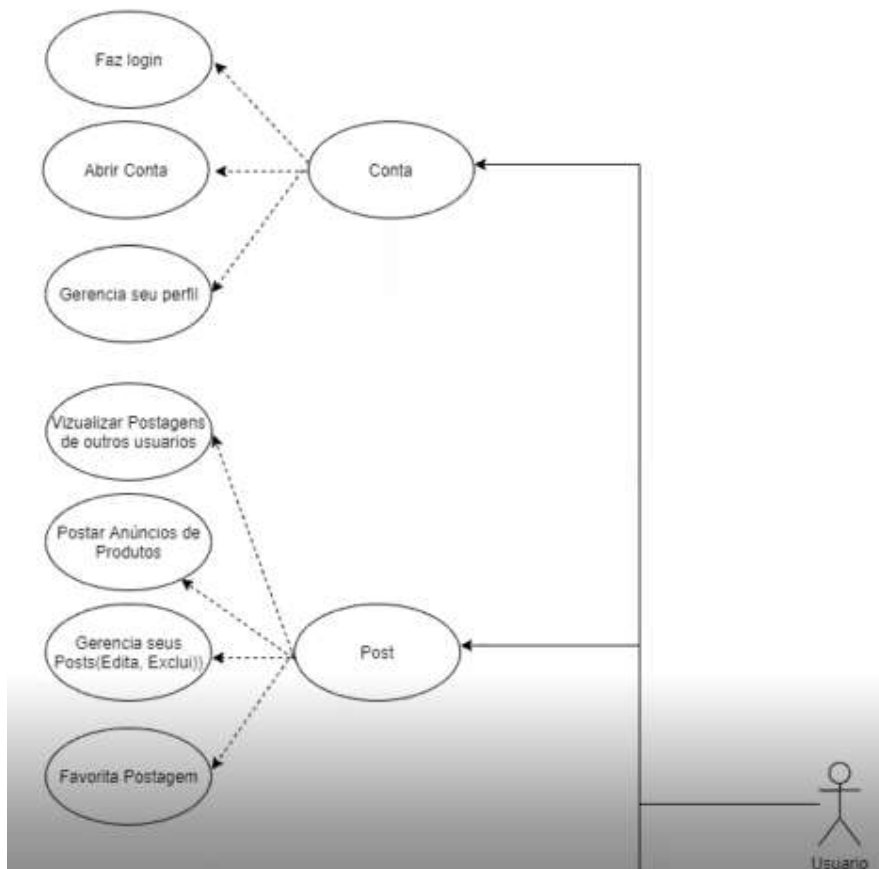 Faz login
Abrir Conta
Conta
Gerencia seu perfil
Vizualizar Postagens
de outros usuarios
Postar Anúncios de
Produtos
Gerencia seus
Posts(Edita, Exclui))
Post
Favorita Postagem
Usuario